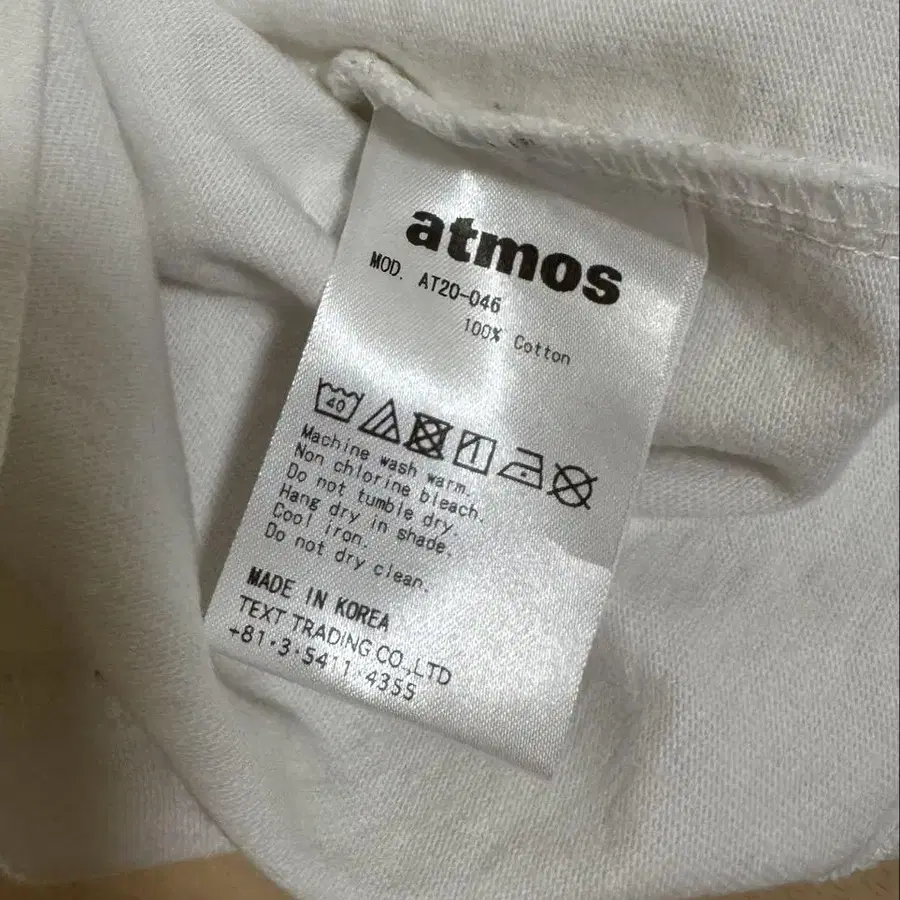 atmos
MOD. AT20-046
100% Cotton
40
Machine wash warm.
Non chlorine bleach.
Do not tumble dry.
Hang dry in shade.
Cool iron.
Do not dry clean.
MADE IN KOREA
TEXT TRADING CO.,LTD
+81·3·5411·4355